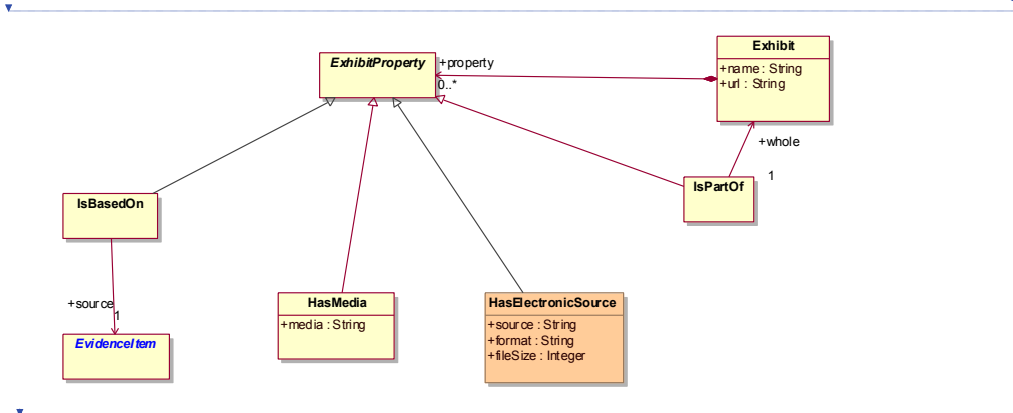 Exhibit
+name : String
+url : String
ExhibitProperty
+property
0..*
+whole
1
IsPartOf
IsBasedOn
+source
1
EvidenceItem
HasMedia
+media : String
HasElectronicSource
+source : String
+format : String
+fileSize : Integer